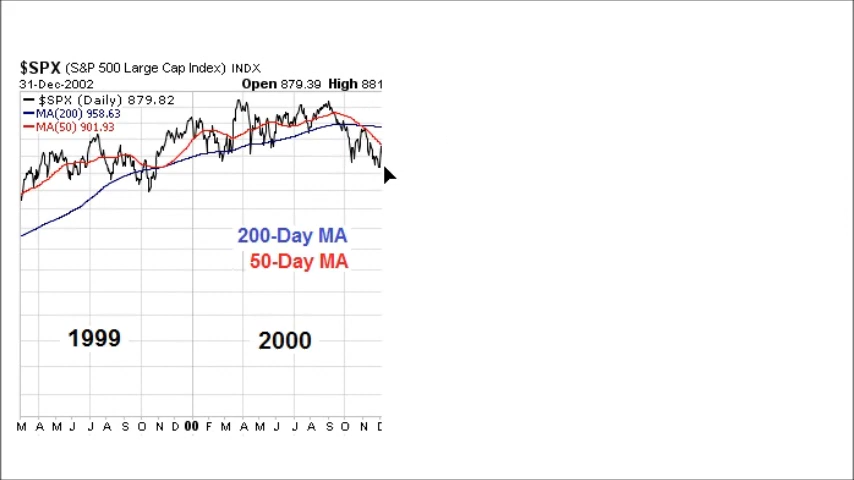 $SPX (S&P 500 Large Cap Index) INDX
31-Dec-2002 Open 879.39 High 881
$SPX (Daily) 879.82
MA(200) 958.63
MA(50) 901.93
200-Day MA
50-Day MA
1999 2000
M A M J J A S O N D 00 F M A M J J A S O N D